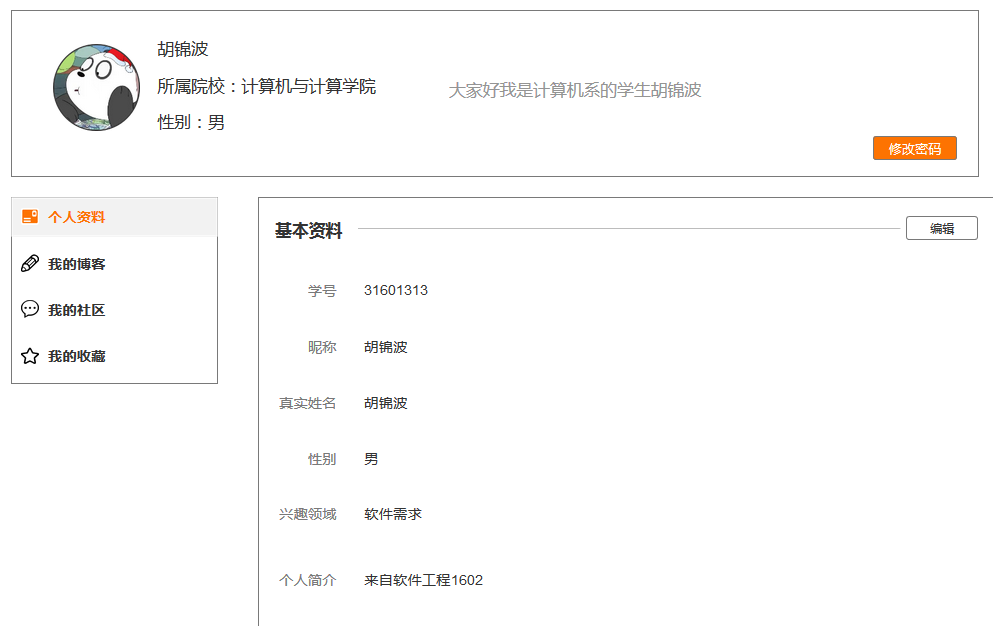 胡锦波
所属院校：计算机与计算学院
大家好我是计算机系的学生胡锦波
性别：男
修改密码
个人资料
我的博客
我的社区
我的收藏
基本资料
编辑
学号 31601313
昵称 胡锦波
真实姓名 胡锦波
性别 男
兴趣领域 软件需求
个人简介 来自软件工程1602